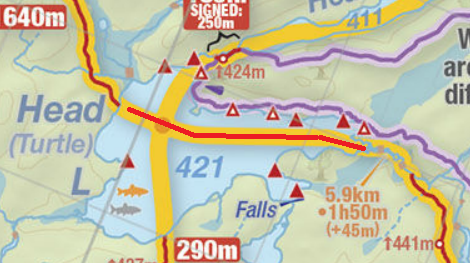 640m
SIGNED:
250m
411
↑424m
Head
(Turtle)
L
421
5.9km
•1h50m
(+45m)
Falls
290m
↑441m
W
are
dif